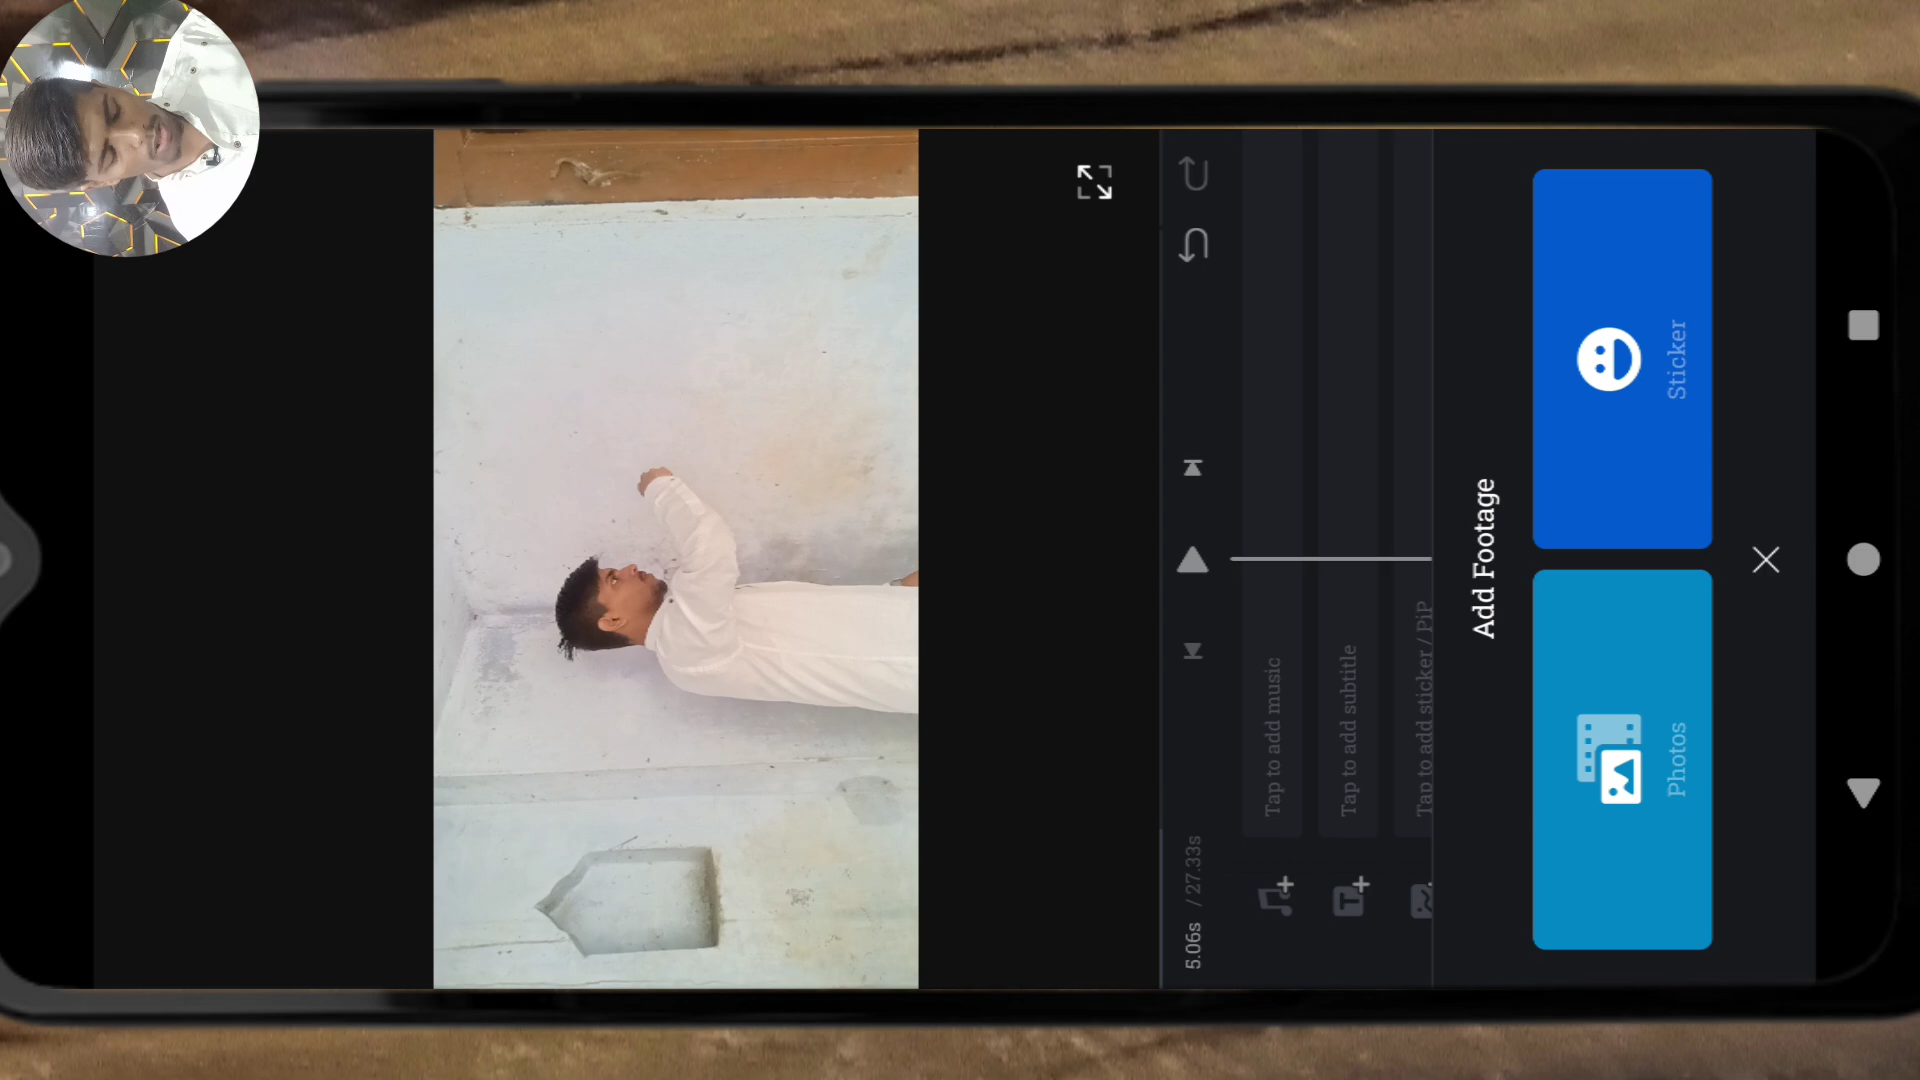 5.06s / 27.33s
Tap to add music
Tap to add subtitle
Tap to add sticker / PiP
Add Footage
Photos
Sticker